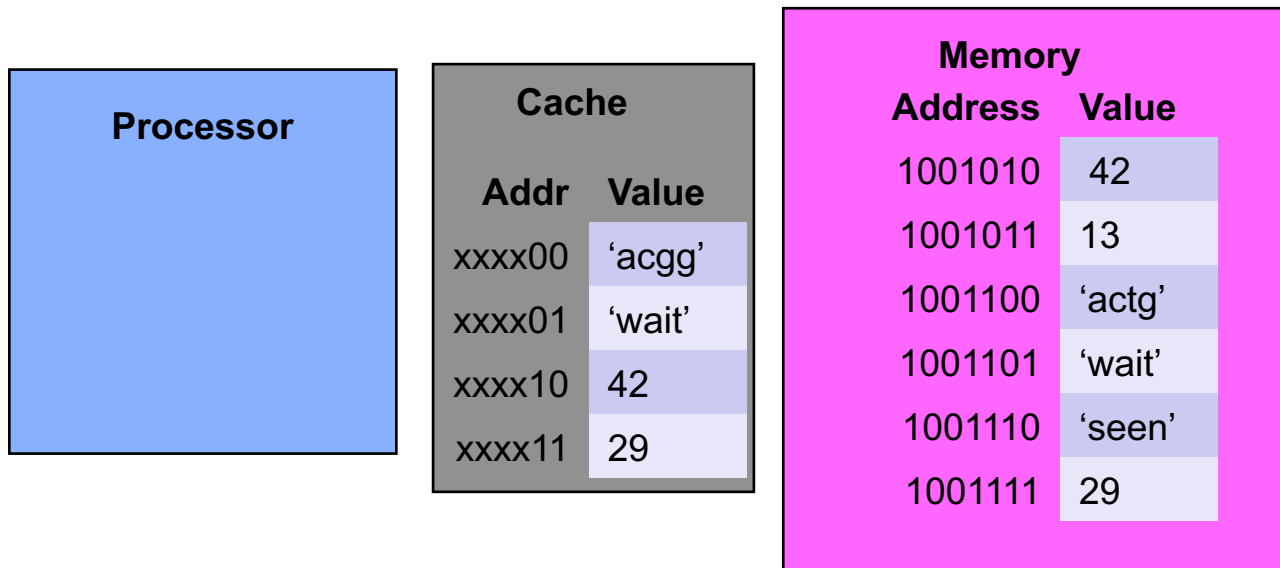 Processor
Cache
Addr Value
xxxx00 ‘acgg’
xxxx01 ‘wait’
xxxx10 42
xxxx11 29
Memory
Address Value
1001010 42
1001011 13
1001100 ‘actg’
1001101 ‘wait’
1001110 ‘seen’
1001111 29